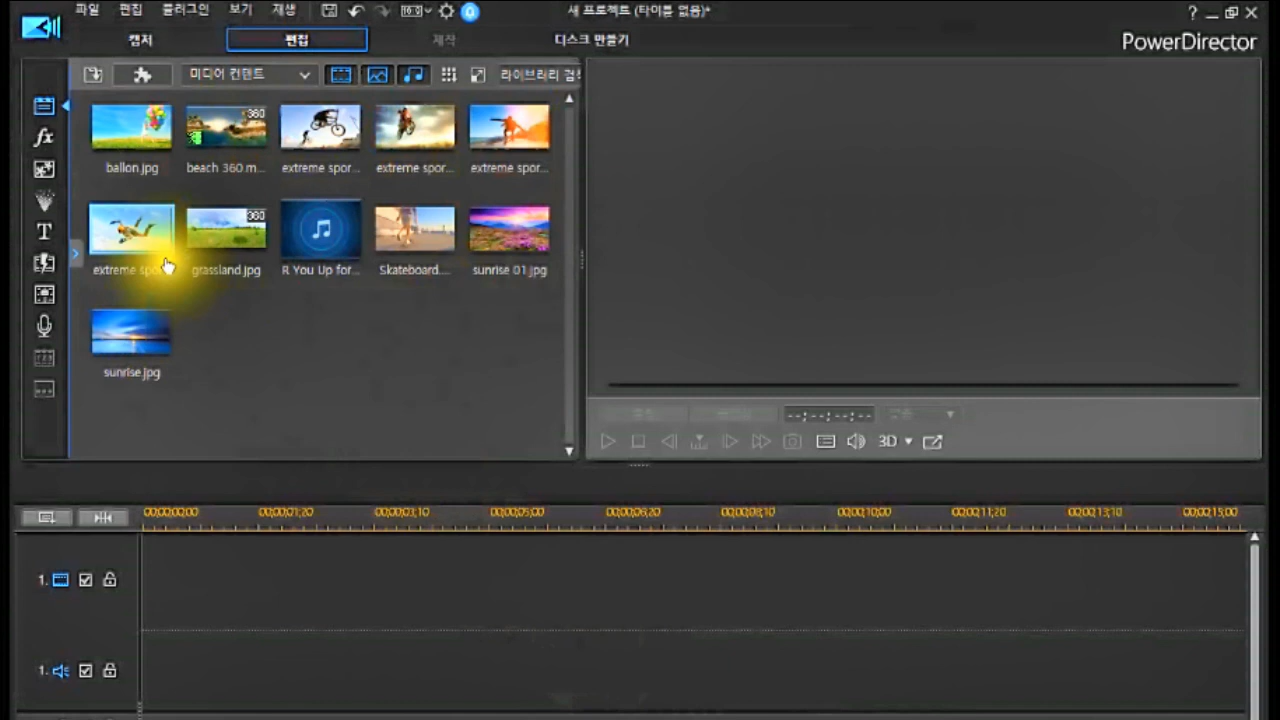 파일 편집 플러그인 보기 재생 새 프로젝트 (타이틀 없음)* ?
캡처 편집 제작 디스크 만들기 PowerDirector
미디어 컨텐트 라이브러리 검색
360
ballon.jpg beach 360 m... extreme spor... extreme spor... extreme spor...
360
extreme spo grassland.jpg R You Up for... Skateboard.... sunrise 01.jpg
sunrise.jpg
fx
T
--;--;--;--
3D
00;00;00;00 00;00;01;20 00;00;03;10 00;00;05;00 00;00;06;20 00;00;08;10 00;00;10;00 00;00;11;20 00;00;13;10 00;00;15;00
1.
1.